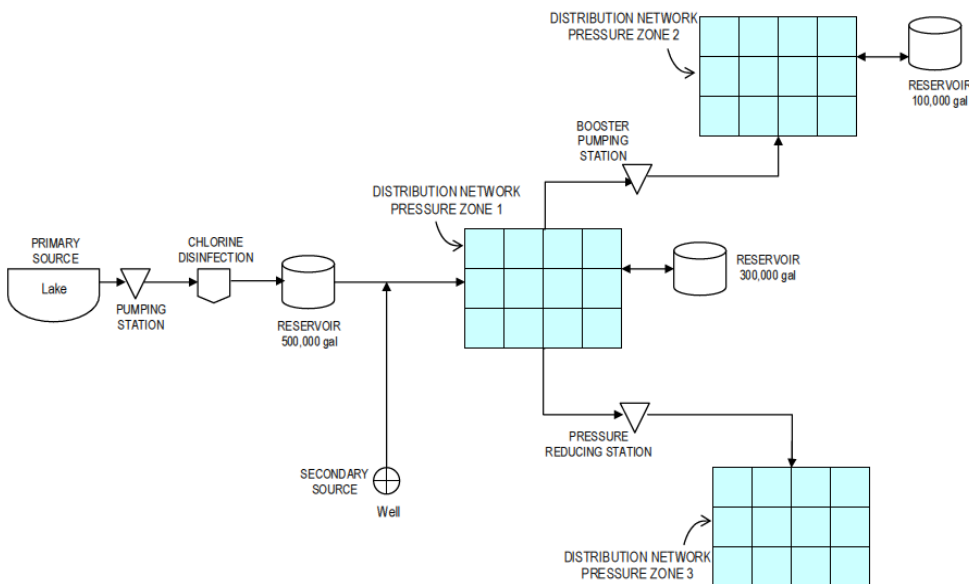 DISTRIBUTION NETWORK
PRESSURE ZONE 2
RESERVOIR
100,000 gal
BOOSTER
PUMPING
STATION
DISTRIBUTION NETWORK
PRESSURE ZONE 1
PRIMARY
SOURCE
Lake
PUMPING
STATION
CHLORINE
DISINFECTION
RESERVOIR
500,000 gal
RESERVOIR
300,000 gal
PRESSURE
REDUCING STATION
SECONDARY
SOURCE
Well
DISTRIBUTION NETWORK
PRESSURE ZONE 3